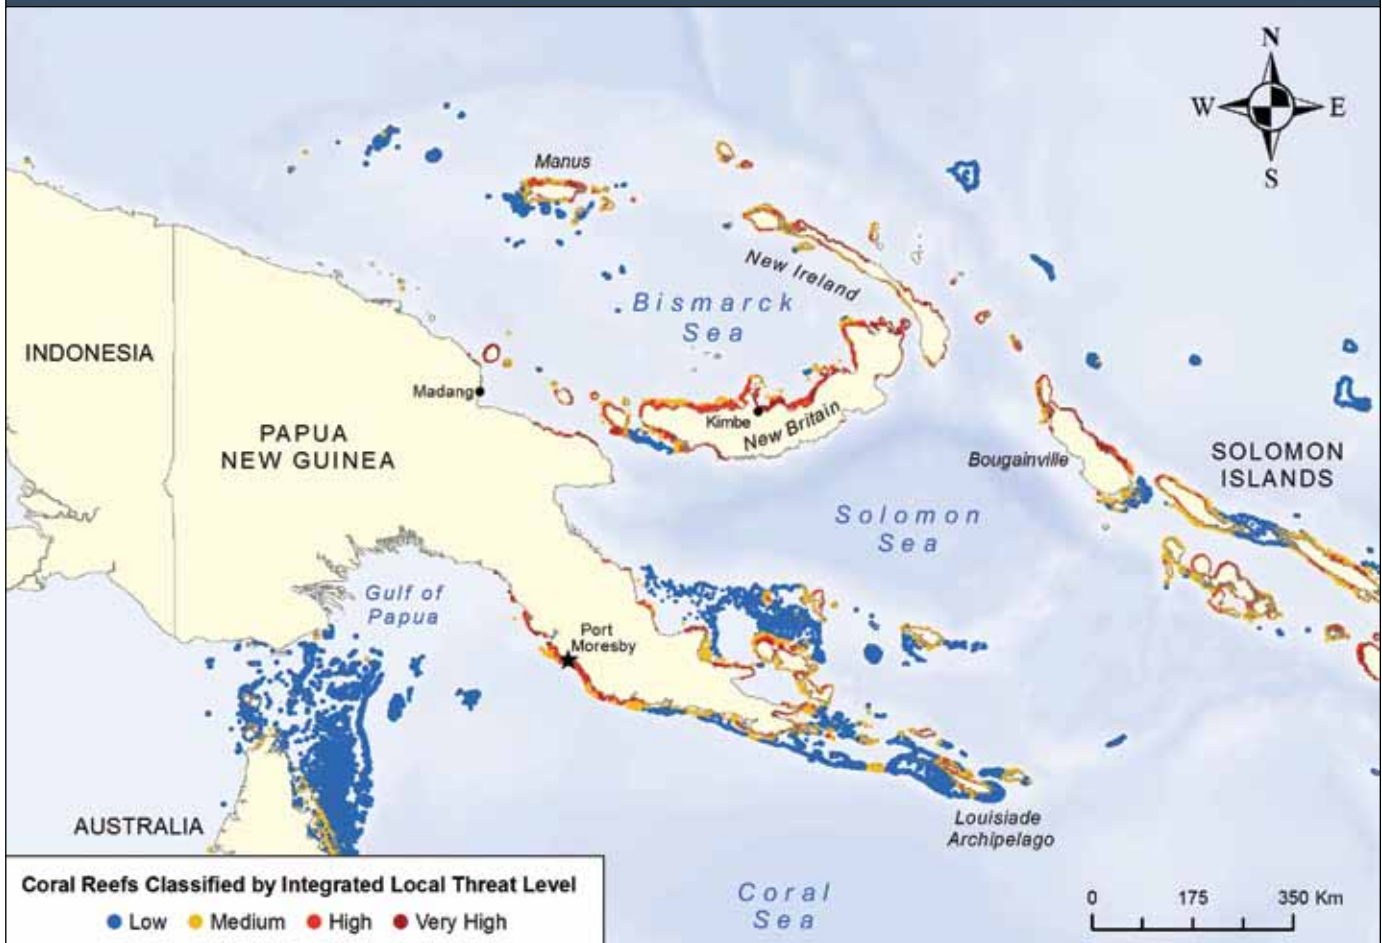 N
W E
S
Manus
New Ireland
Bismarck
Sea
INDONESIA
Madang
PAPUA
NEW GUINEA
Kimbe
New Britain
Bougainville
SOLOMON
ISLANDS
Solomon
Sea
Gulf of
Papua
Port
Moresby
AUSTRALIA
Louisiade
Archipelago
Coral
Sea
0 175 350 Km
Coral Reefs Classified by Integrated Local Threat Level
Low Medium High Very High